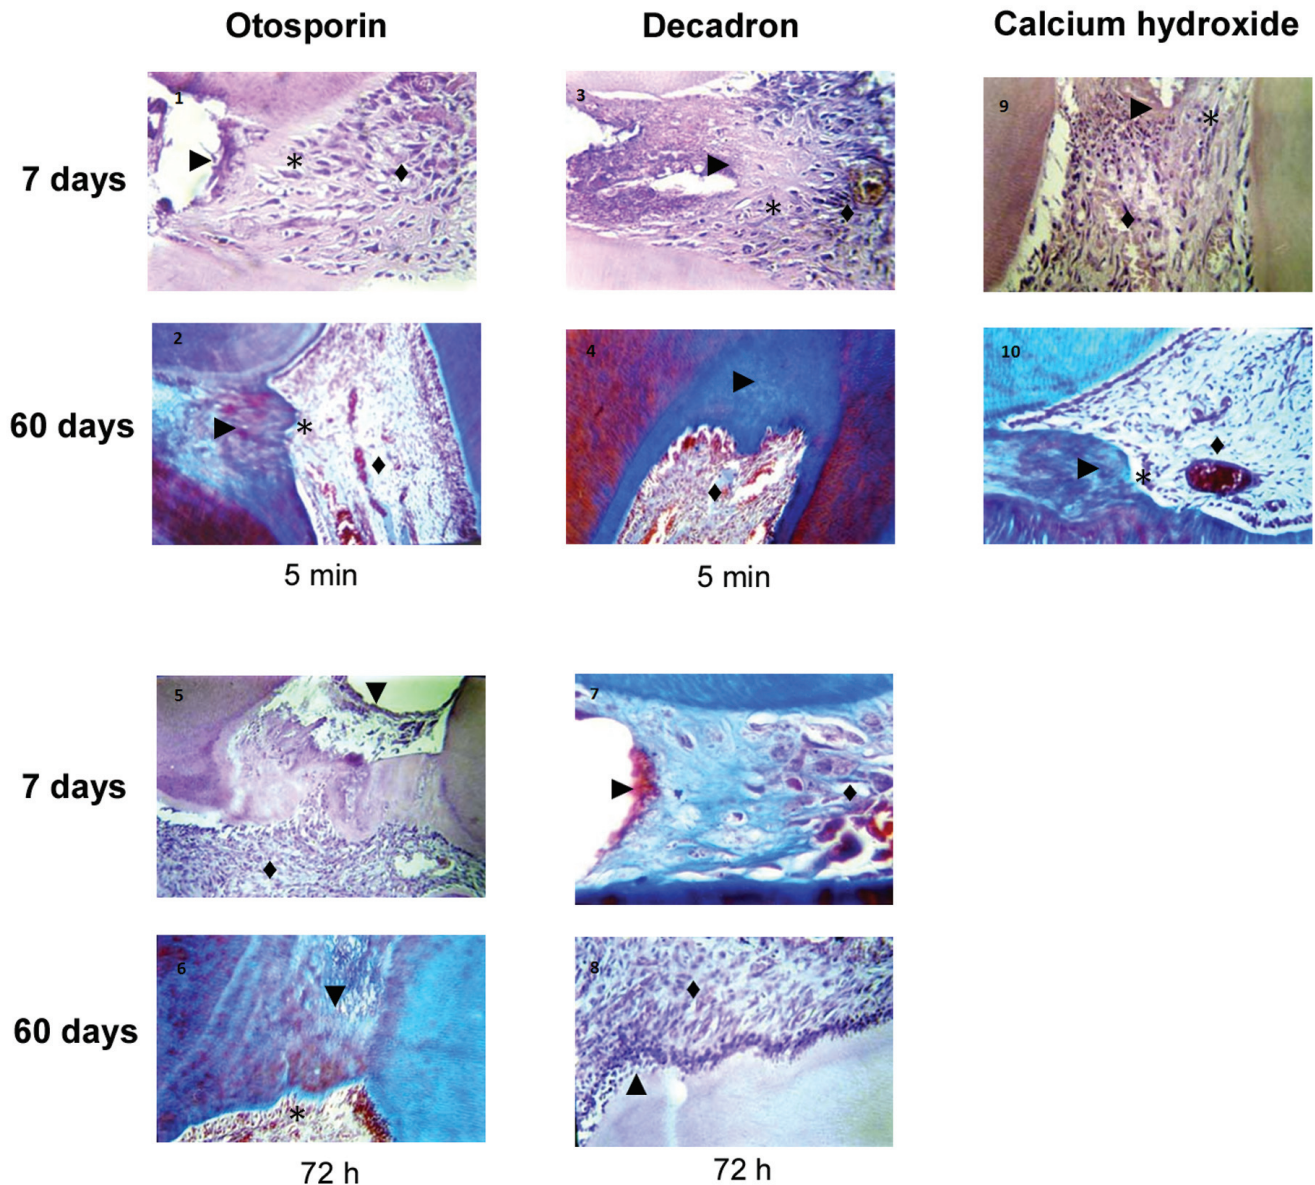 Otosporin Decadron Calcium hydroxide
7 days
1 3 9
60 days
2 4 10
5 min 5 min
7 days
5 7
60 days
6 8
72 h 72 h